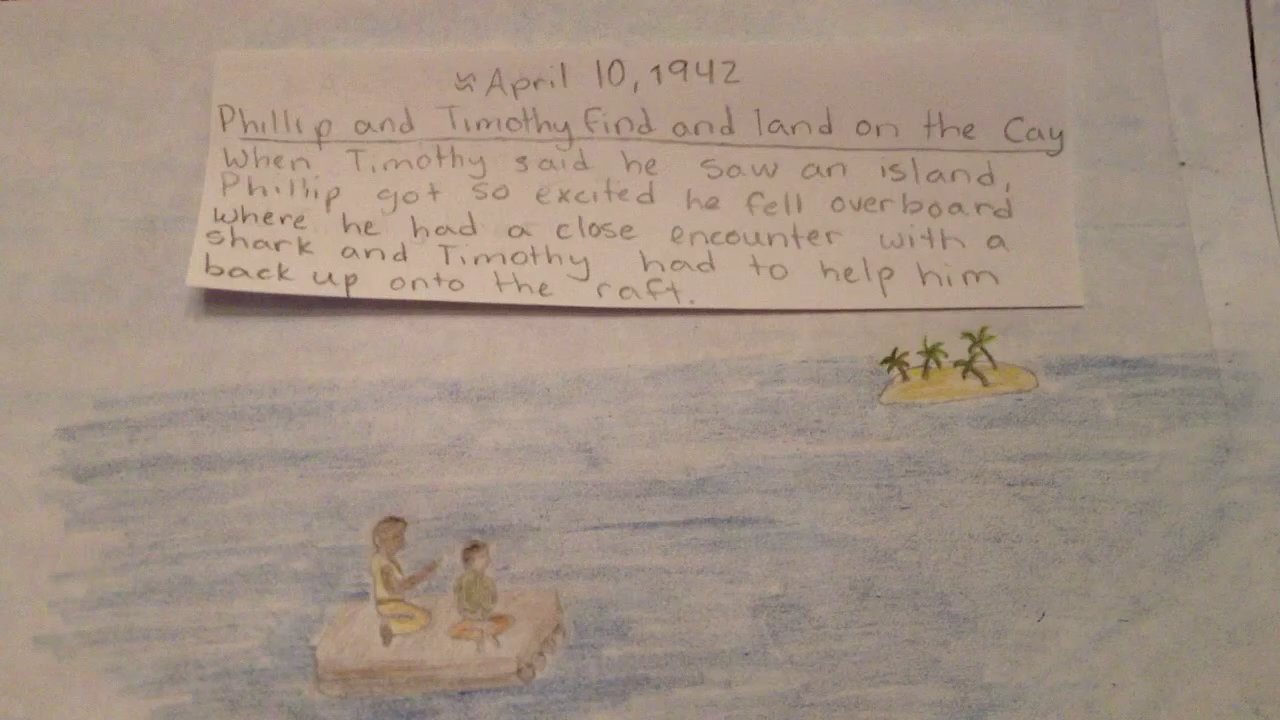 ≈ April 10, 1942
Phillip and Timothy find and land on the Cay
When Timothy said he saw an island,
Phillip got so excited he fell overboard
where he had a close encounter with a
shark and Timothy had to help him
back up onto the raft.